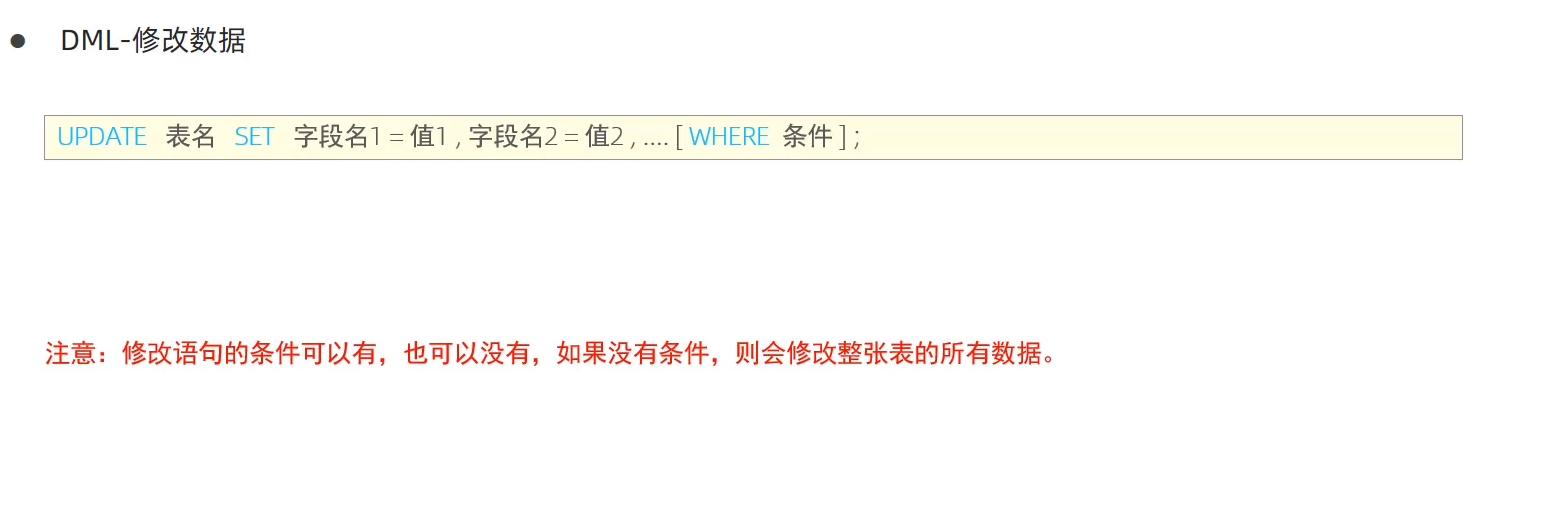 DML-修改数据
UPDATE 表名 SET 字段名1 = 值1 , 字段名2 = 值2 , .... [ WHERE 条件 ] ;
注意：修改语句的条件可以有，也可以没有，如果没有条件，则会修改整张表的所有数据。